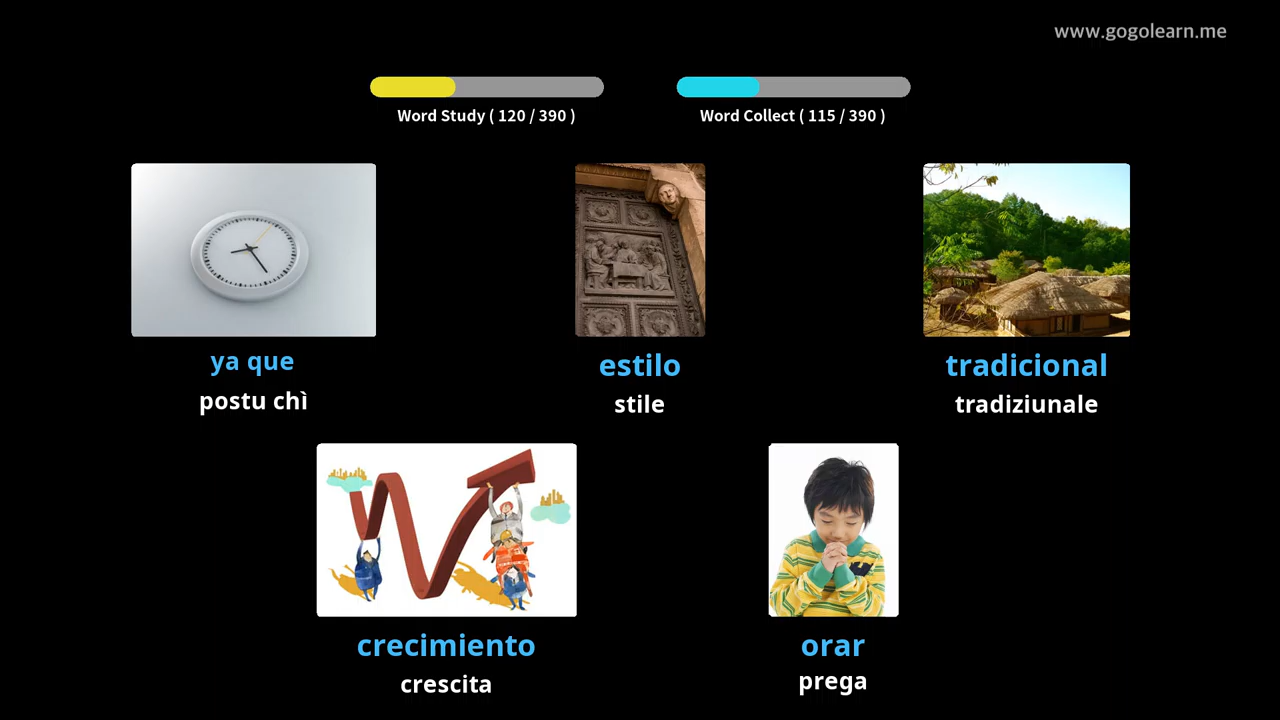 www.gogolearn.me
Word Study ( 120 / 390 )
Word Collect ( 115 / 390 )
ya que
postu chì
estilo
stile
tradicional
tradiziunale
crecimiento
crescita
orar
prega